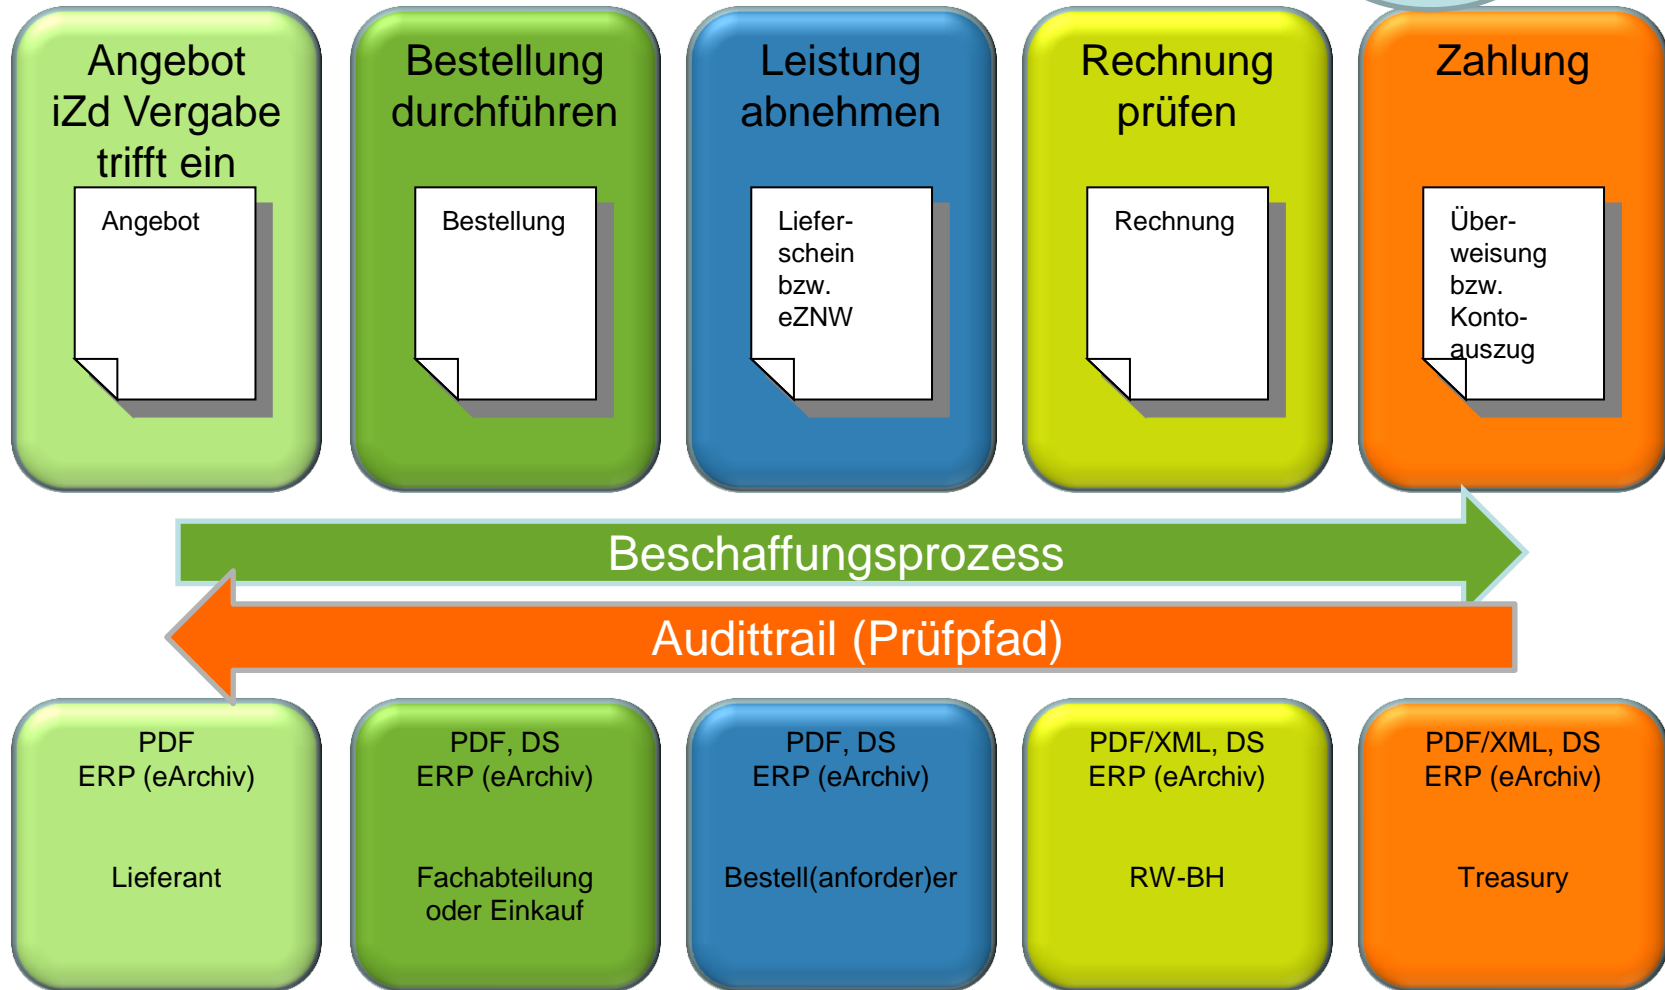 Angebot
iZd Vergabe
trifft ein
Angebot
Bestellung
durchführen
Bestellung
Leistung
abnehmen
Liefer-
schein
bzw.
eZNW
Rechnung
prüfen
Rechnung
Zahlung
Über-
weisung
bzw.
Konto-
auszug
Beschaffungsprozess
Audittrail (Prüfpfad)
PDF
ERP (eArchiv)
Lieferant
PDF, DS
ERP (eArchiv)
Fachabteilung
oder Einkauf
PDF, DS
ERP (eArchiv)
Bestell(anforder)er
PDF/XML, DS
ERP (eArchiv)
RW-BH
PDF/XML, DS
ERP (eArchiv)
Treasury